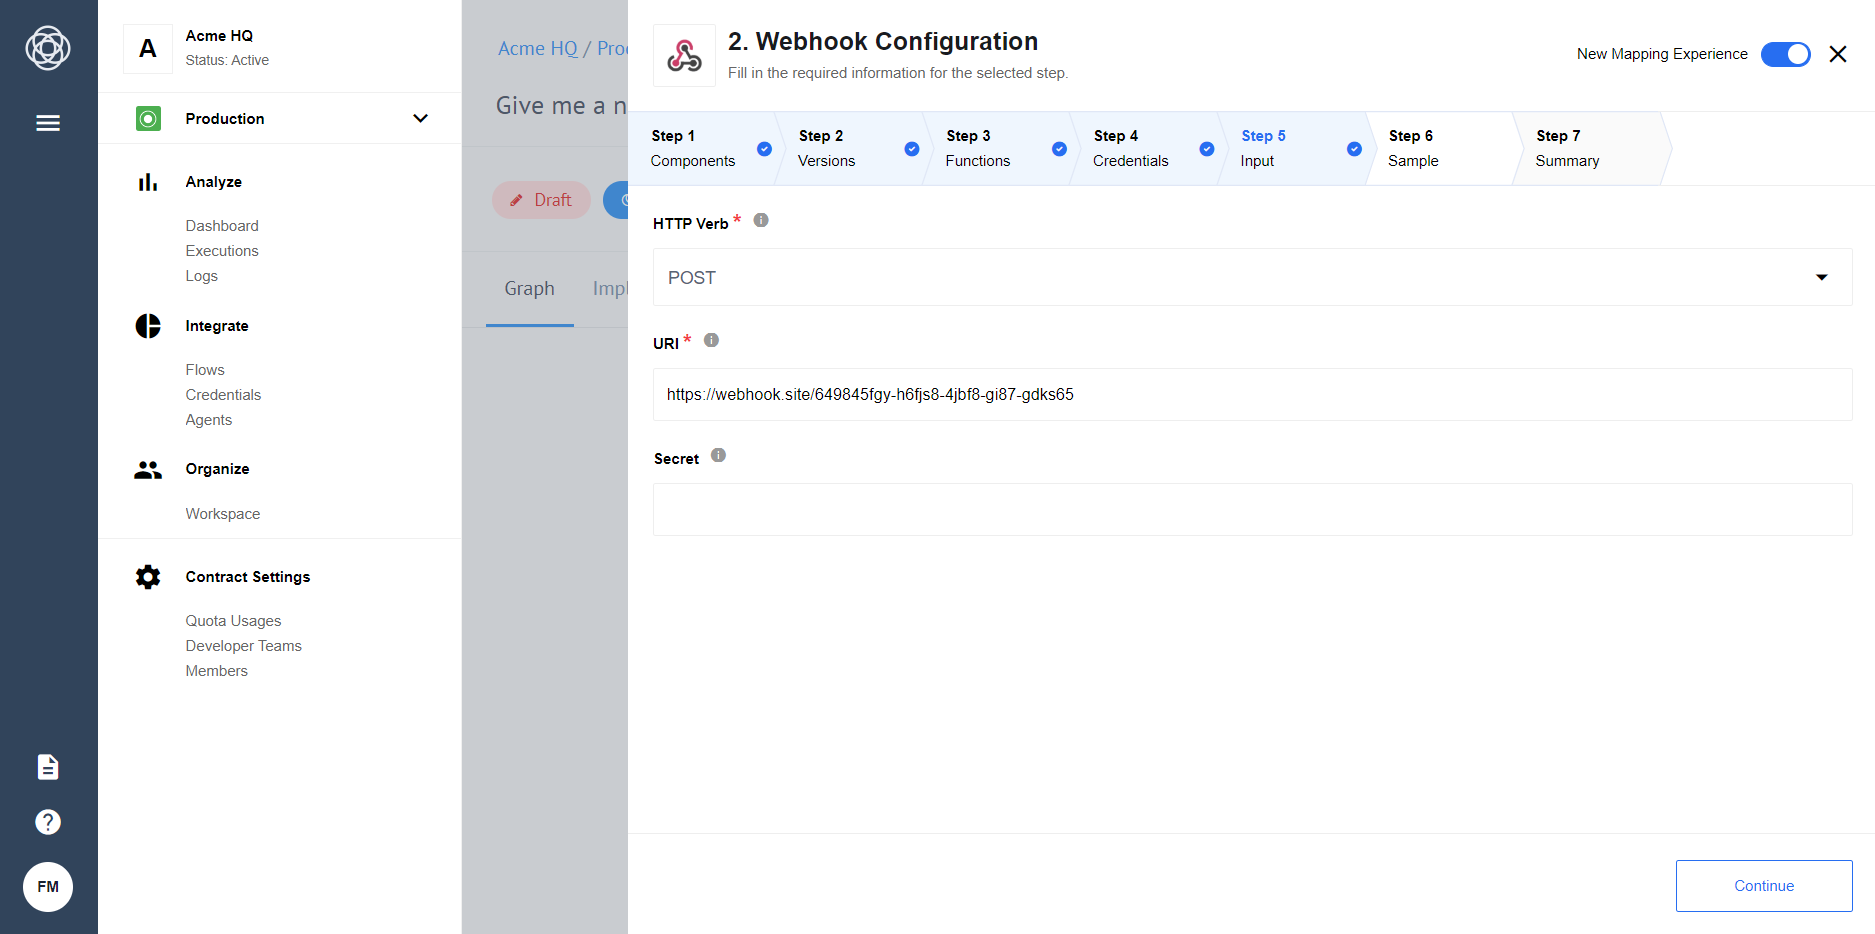 A
Acme HQ
Status: Active
Production
Analyze
Dashboard
Executions
Logs
Integrate
Flows
Credentials
Agents
Organize
Workspace
Contract Settings
Quota Usages
Developer Teams
Members
FM
Acme HQ / Pro
Give me a n
Draft
Graph
Impl
2. Webhook Configuration
Fill in the required information for the selected step.
New Mapping Experience
Step 1
Components
Step 2
Versions
Step 3
Functions
Step 4
Credentials
Step 5
Input
Step 6
Sample
Step 7
Summary
HTTP Verb *
POST
URI *
https://webhook.site/649845fgy-h6fjs8-4jbf8-gi87-gdks65
Secret
Continue